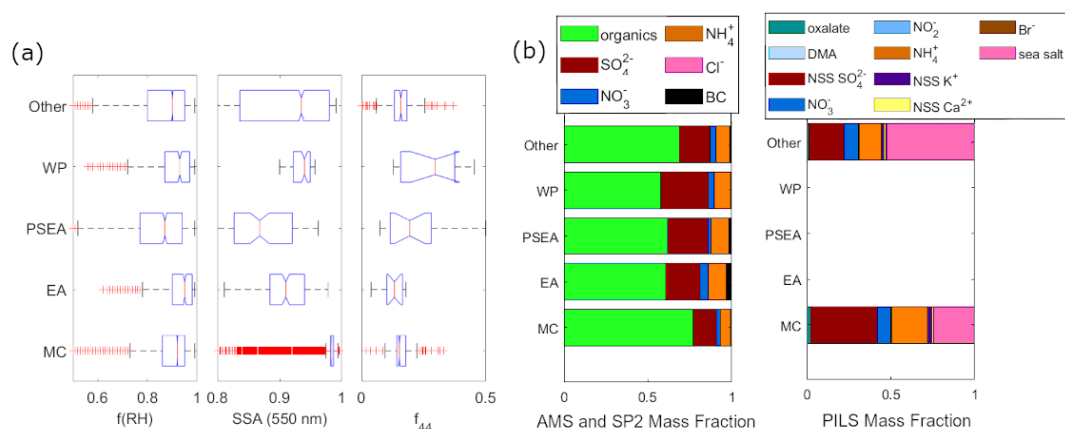 (a)
Other
WP
PSEA
EA
MC
0.6 0.8 1
f(RH)
0.8 0.9 1
SSA (550 nm)
0 0.5
f₄₄
(b)
organics NH₄⁺
SO₄²⁻ Cl⁻
NO₃⁻ BC
Other
WP
PSEA
EA
MC
0 0.5 1
AMS and SP2 Mass Fraction
oxalate NO₂⁻ Br⁻
DMA NH₄⁺ sea salt
NSS SO₄²⁻ NSS K⁺
NO₃⁻ NSS Ca²⁺
Other
WP
PSEA
EA
MC
0 0.5 1
PILS Mass Fraction